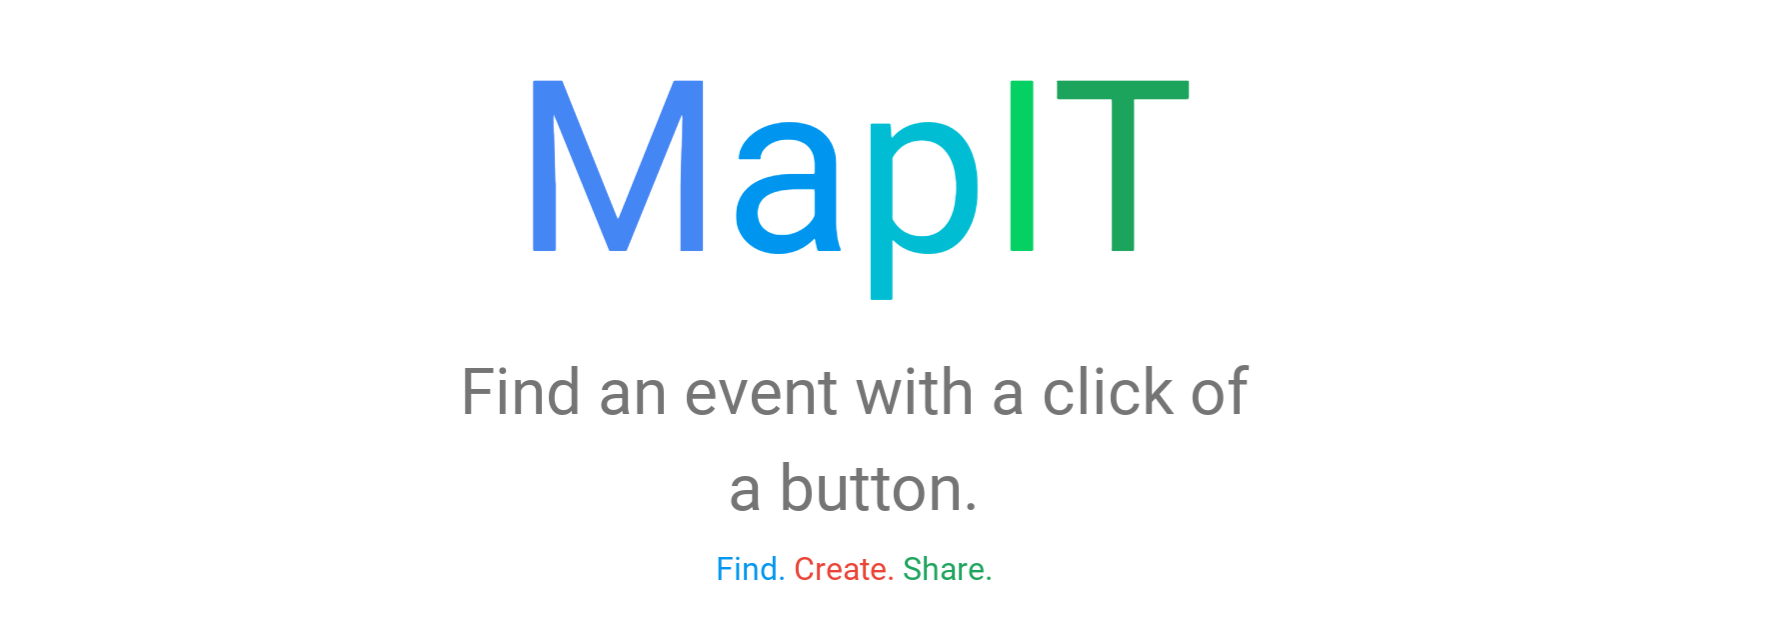 MapIT
Find an event with a click of
a button.
Find. Create. Share.